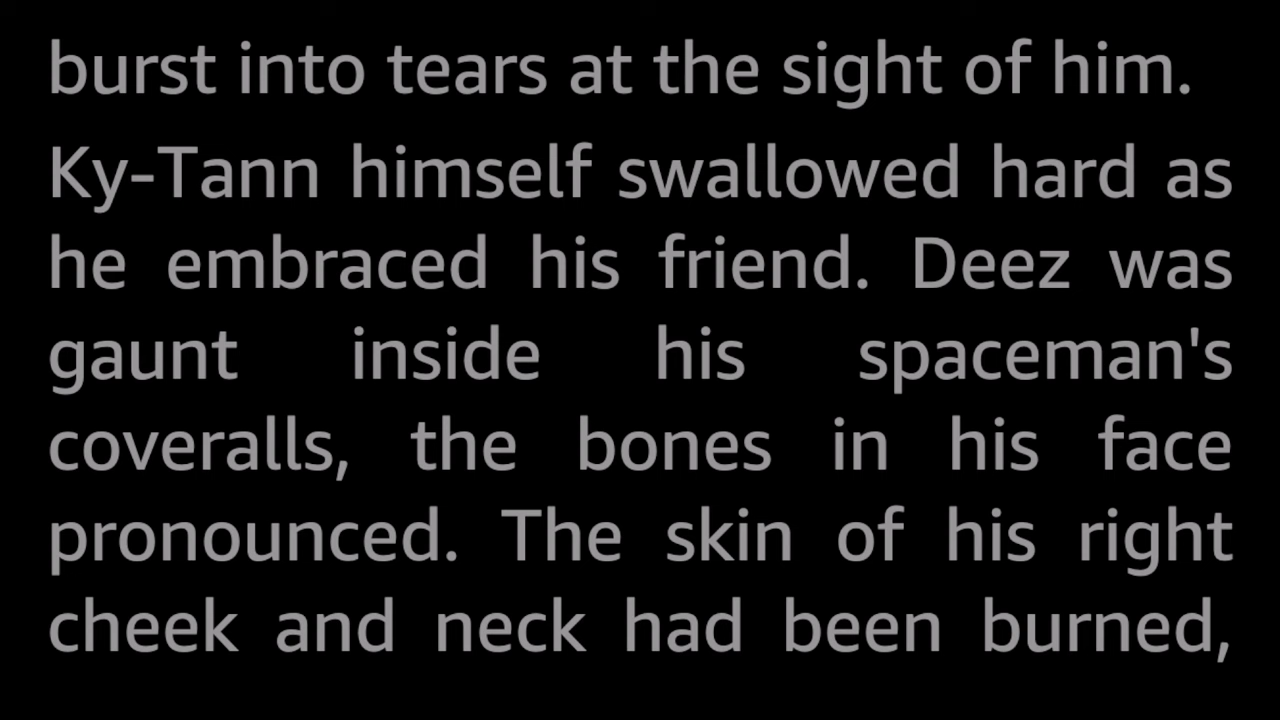 burst into tears at the sight of him.
Ky-Tann himself swallowed hard as
he embraced his friend. Deez was
gaunt inside his spaceman's
coveralls, the bones in his face
pronounced. The skin of his right
cheek and neck had been burned,